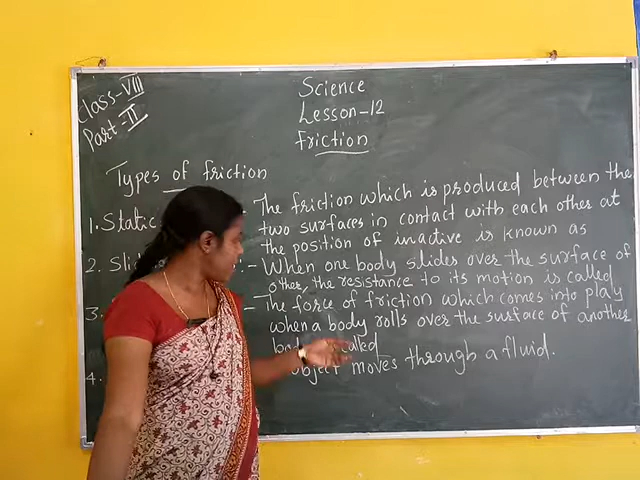 Class-VIII
Part-II
Science
Lesson-12
Friction
Types of friction
1. Static
The friction which is produced between the
two surfaces in contact with each other at
the position of inactive is known as
2. Sli
.- When one body slides over the surface of
other, the resistance to its motion is called
3.
- The force of friction which comes into play
when a body rolls over the surface of another
called
4.
object moves through a fluid.